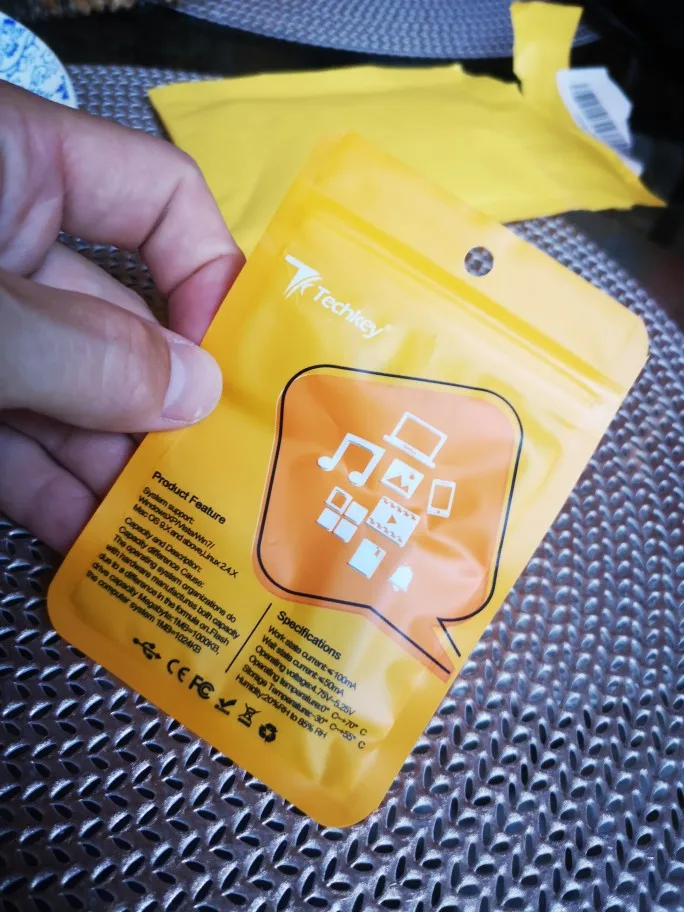 Techkey
Product Feature
System support:
Windows/XP/Vista/Win7/
Mac OS 9.X and above,Linux 2.4.X
Capacity and Description:
Capacity difference Cause:
The operating system organizations do
with hardware manufactures both capacity
due to a difference in the formula on.Flash
drive capacity Megabyte:1MB=1000KB,
the computer system 1MB=1024KB
CE FC
Specifications
Work state current:≤100mA
Wait state current:≤50mA
Operating voltage:4.75V~5.25V
Operating temperature:0° C~+70° C
Storage Temperature:-30° C~+55° C
Humidity:20%RH to 85% RH